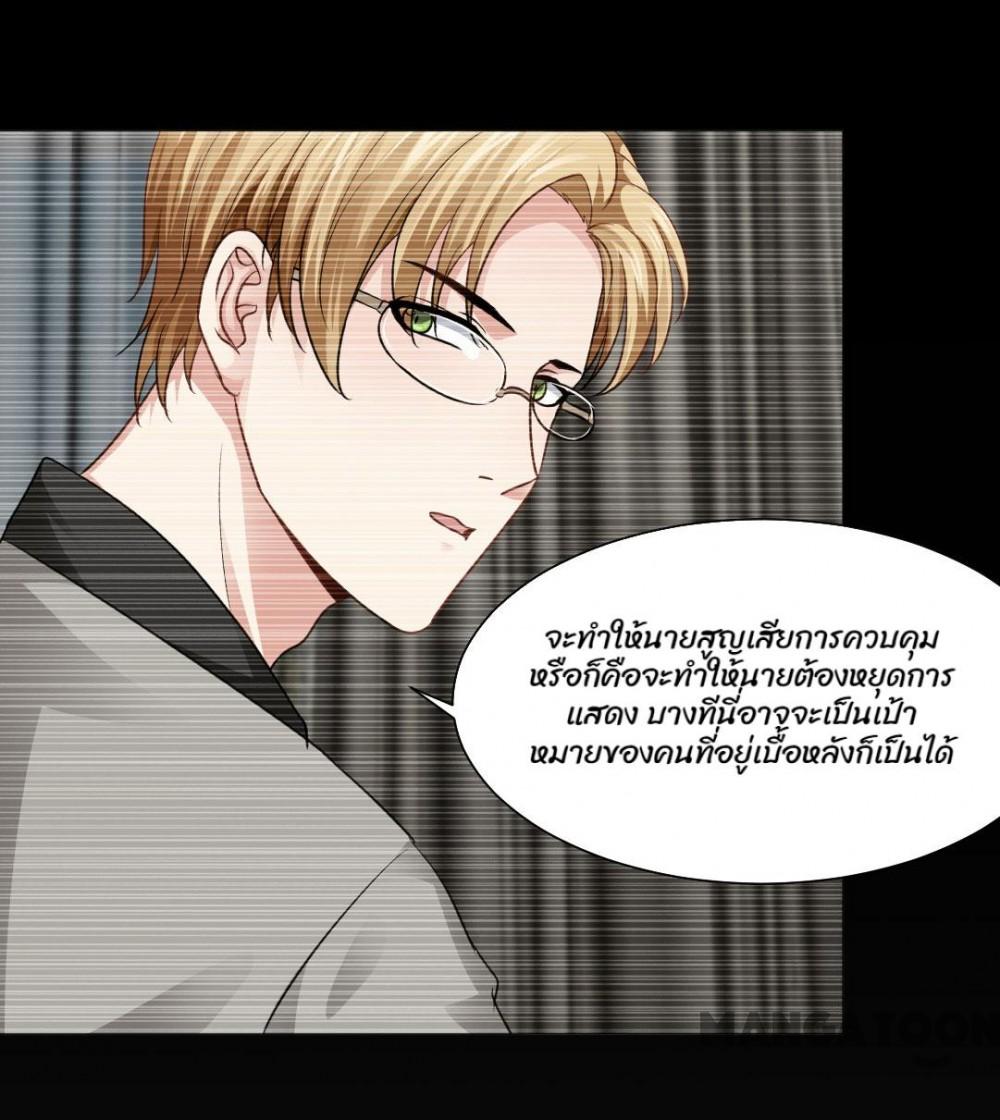 จะทำให้นายสูญเสียการควบคุม
หรือก็คือจะทำให้นายต้องหยุดการ
แสดง บางทีนี่อาจจะเป็นเป้า
หมายของคนที่อยู่เบื้อหลังก็เป็นได้
MANGATOON